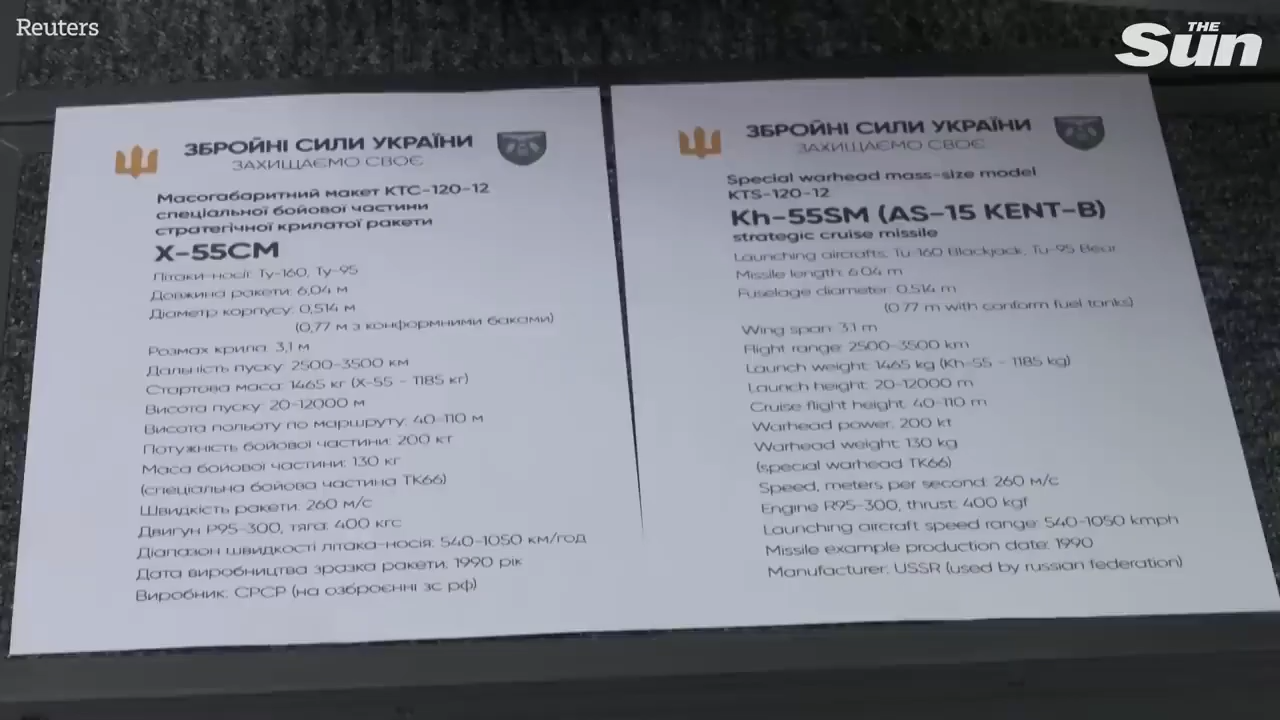 Reuters
THE
Sun
ЗБРОЙНІ СИЛИ УКРАЇНИ
ЗАХИЩАЄМО СВОЄ
Масогабаритний макет КТС-120-12
спеціальної бойової частини
стратегічної крилатої ракети
Х-55СМ
Літаки-носії: Ту-160, Ту-95
Довжина ракети: 6,04 м
Діаметр корпусу: 0,514 м
(0,77 м з конформними баками)
Розмах крила: 3,1 м
Дальність пуску: 2500-3500 км
Стартова маса: 1465 кг (Х-55 - 1185 кг)
Висота пуску: 20-12000 м
Висота польоту по маршруту: 40-110 м
Потужність бойової частини: 200 кт
Маса бойової частини: 130 кг
(спеціальна бойова частина ТК66)
Швидкість ракети: 260 м/с
Двигун Р95-300, тяга: 400 кгс
Діапазон швидкості літака-носія: 540-1050 км/год
Дата виробництва зразка ракети: 1990 рік
Виробник: СРСР (на озброєнні зс рф)
ЗБРОЙНІ СИЛИ УКРАЇНИ
ЗАХИЩАЄМО СВОЄ
Special warhead mass-size model
KTS-120-12
Kh-55SM (AS-15 KENT-B)
strategic cruise missile
Launching aircrafts: Tu-160 Blackjack, Tu-95 Bear
Missile length: 6.04 m
Fuselage diameter: 0.514 m
(0.77 m with conform fuel tanks)
Wing span: 3.1 m
Flight range: 2500-3500 km
Launch weight: 1465 kg (Kh-55 - 1185 kg)
Launch height: 20-12000 m
Cruise flight height: 40-110 m
Warhead power: 200 kt
Warhead weight: 130 kg
(special warhead TK66)
Speed, meters per second: 260 м/с
Engine R95-300, thrust: 400 kgf
Launching aircraft speed range: 540-1050 kmph
Missile example production date: 1990
Manufacturer: USSR (used by russian federation)